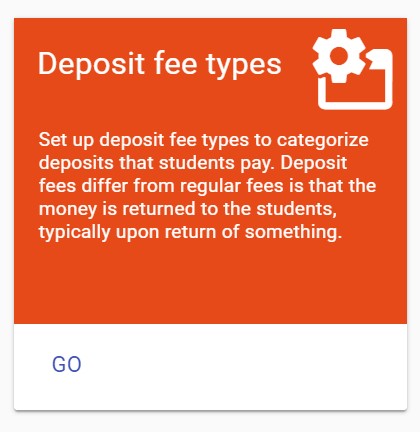 Deposit fee types
Set up deposit fee types to categorize
deposits that students pay. Deposit
fees differ from regular fees is that the
money is returned to the students,
typically upon return of something.
GO